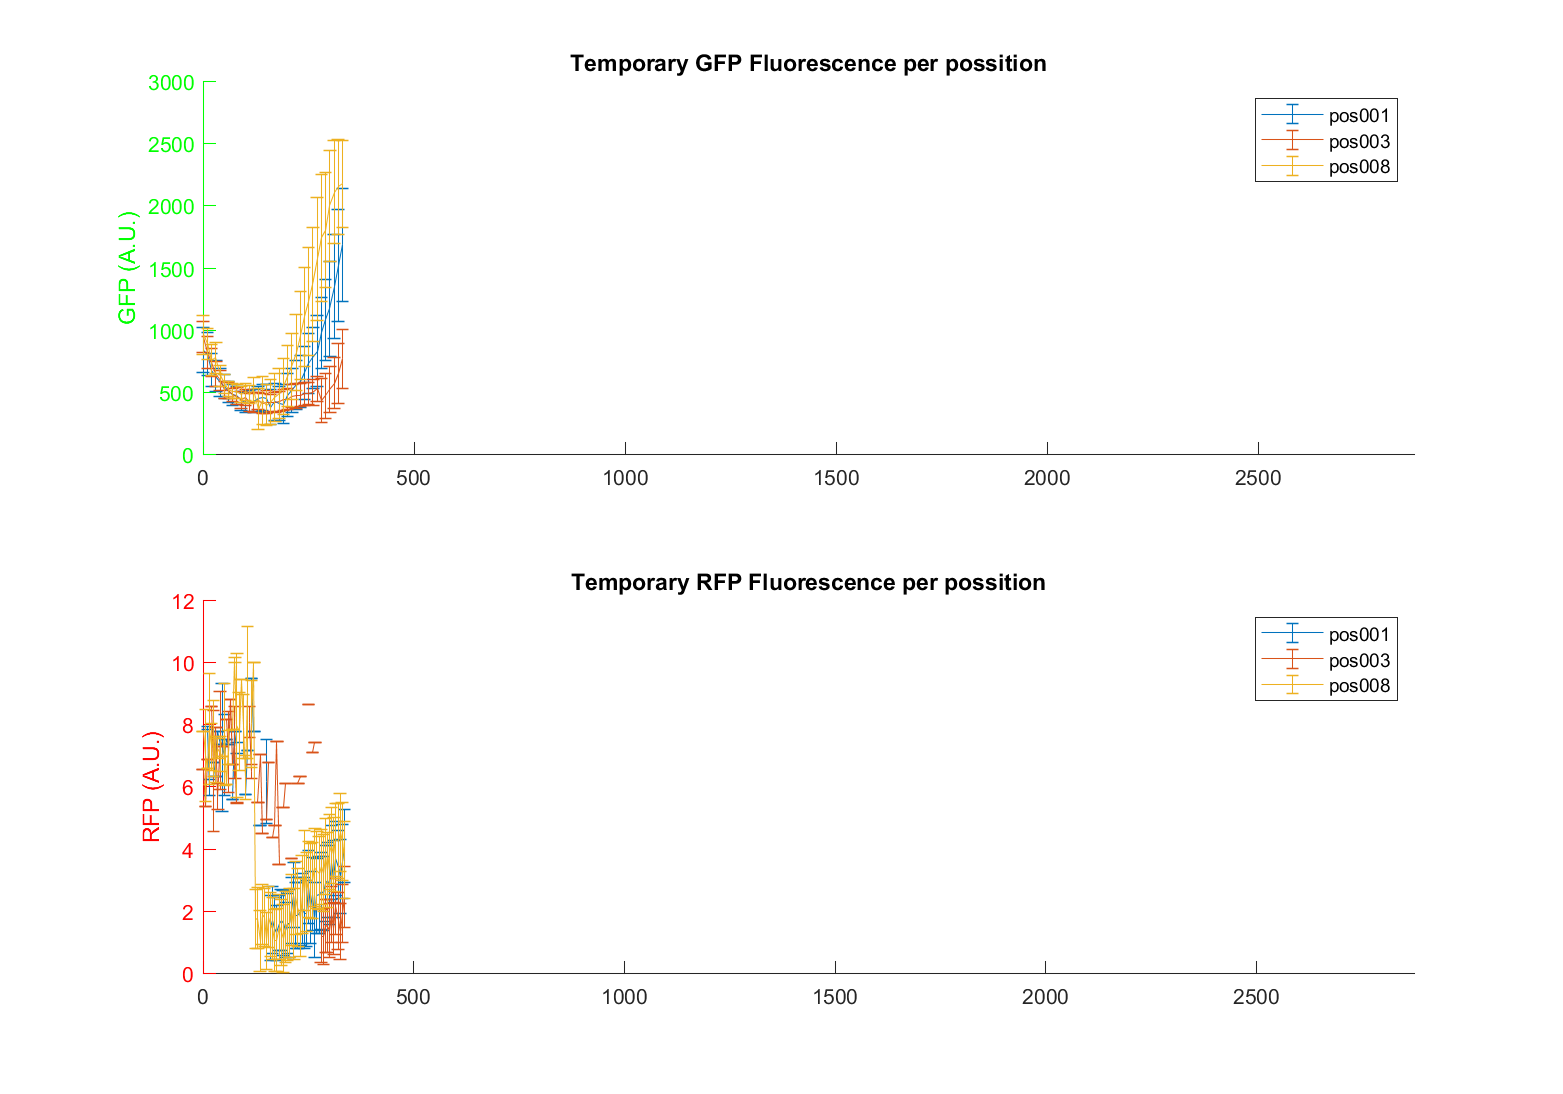 Temporary GFP Fluorescence per possition
3000
2500
2000
1500
1000
500
0
GFP (A.U.)
pos001
pos003
pos008
0 500 1000 1500 2000 2500
Temporary RFP Fluorescence per possition
12
10
8
6
4
2
0
RFP (A.U.)
pos001
pos003
pos008
0 500 1000 1500 2000 2500